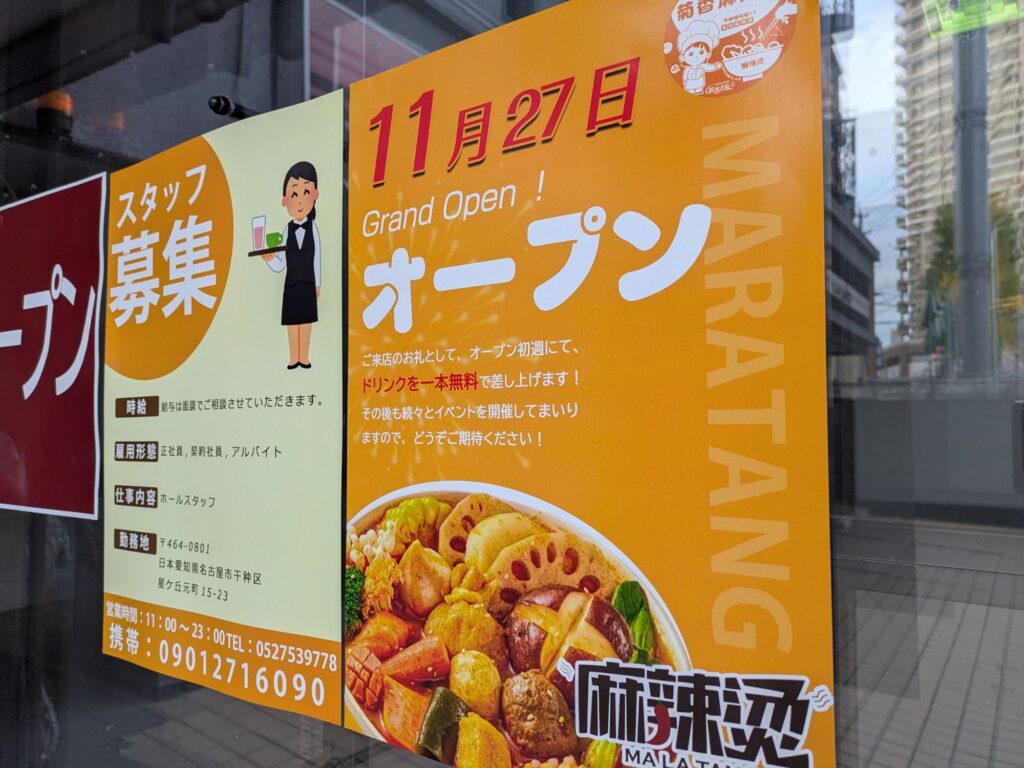 ープン
スタッフ
募集
時給 給与は面談でご相談させていただきます。
雇用形態 正社員 , 契約社員 , アルバイト
仕事内容 ホールスタッフ
勤務地 〒464-0801
日本愛知県名古屋市干种区
星ケ丘元町 15-23
営業時間:11:00～23:00TEL:0527539778
携帯:09012716090
11月27日
Grand Open !
オープン
ご来店のお礼として、オープン初週にて、
ドリンクを一本無料で差し上げます!
その後も続々とイベントを開催してまいり
ますので、どうぞご期待ください!
MARATANG
麻辣烫
麻辣烫
MA LA TA